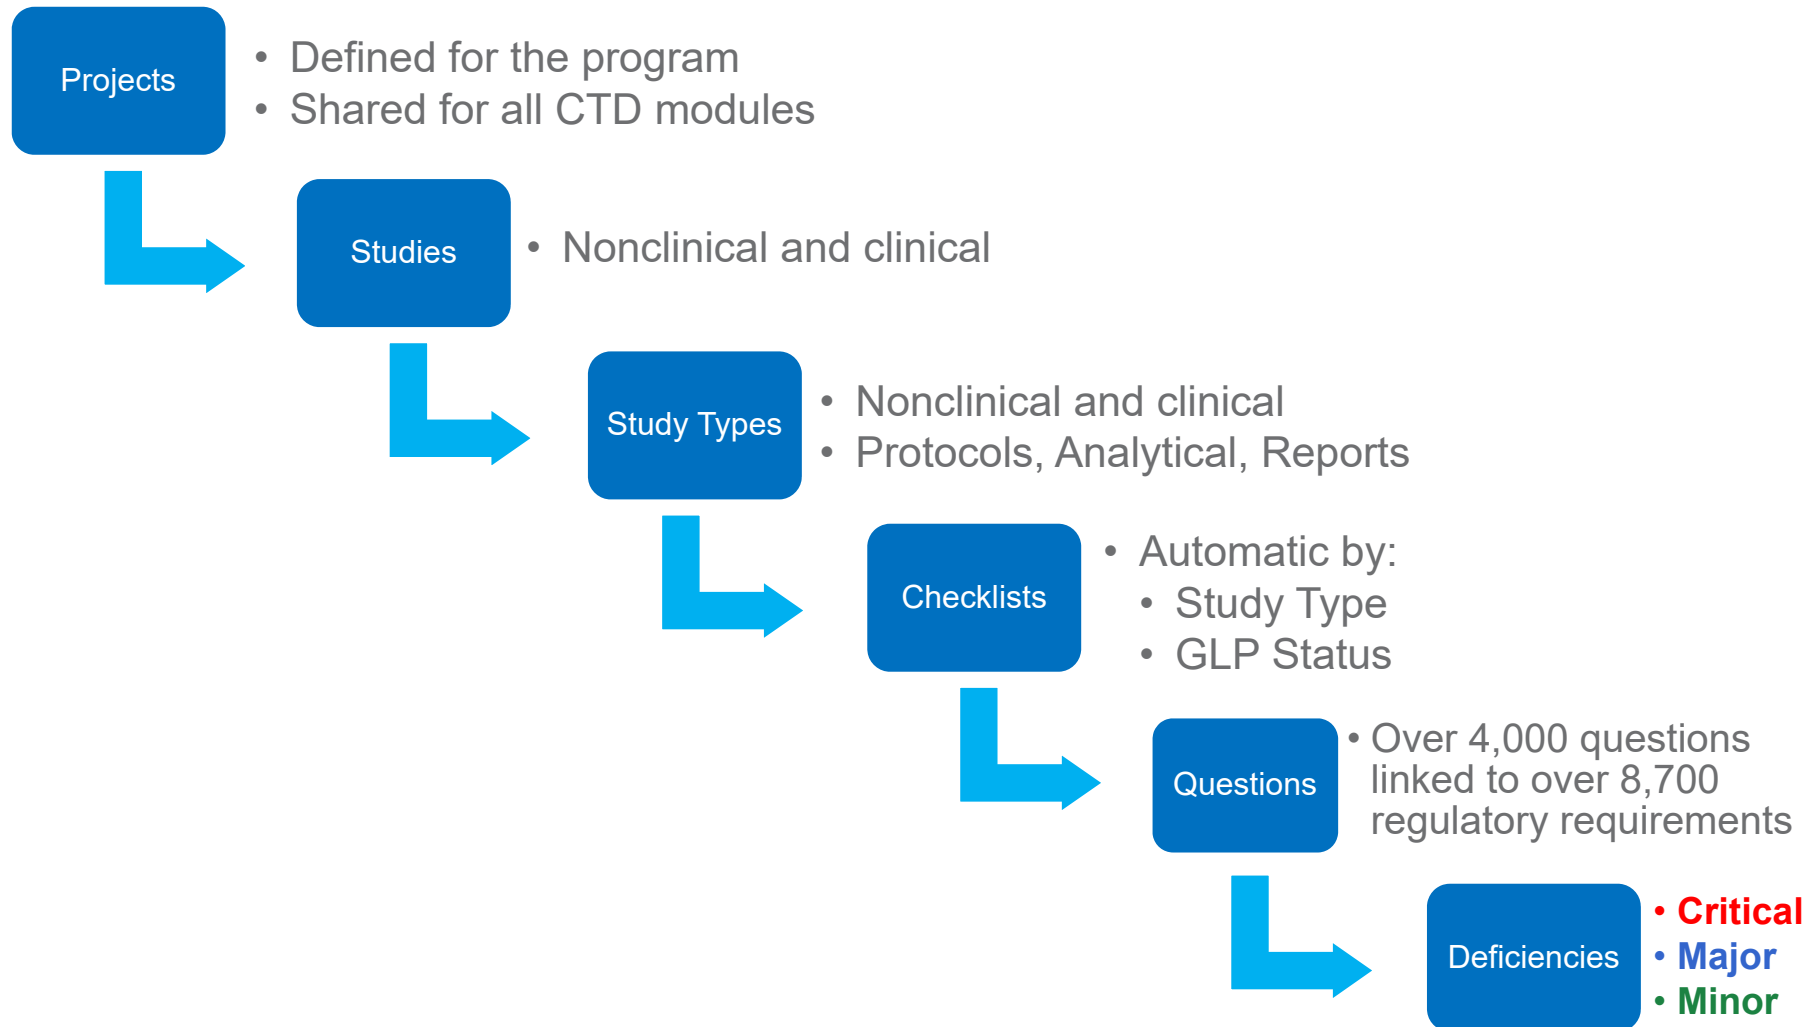 Projects
• Defined for the program
• Shared for all CTD modules
Studies
• Nonclinical and clinical
Study Types
• Nonclinical and clinical
• Protocols, Analytical, Reports
Checklists
• Automatic by:
• Study Type
• GLP Status
Questions
• Over 4,000 questions
linked to over 8,700
regulatory requirements
Deficiencies
• Critical
• Major
• Minor